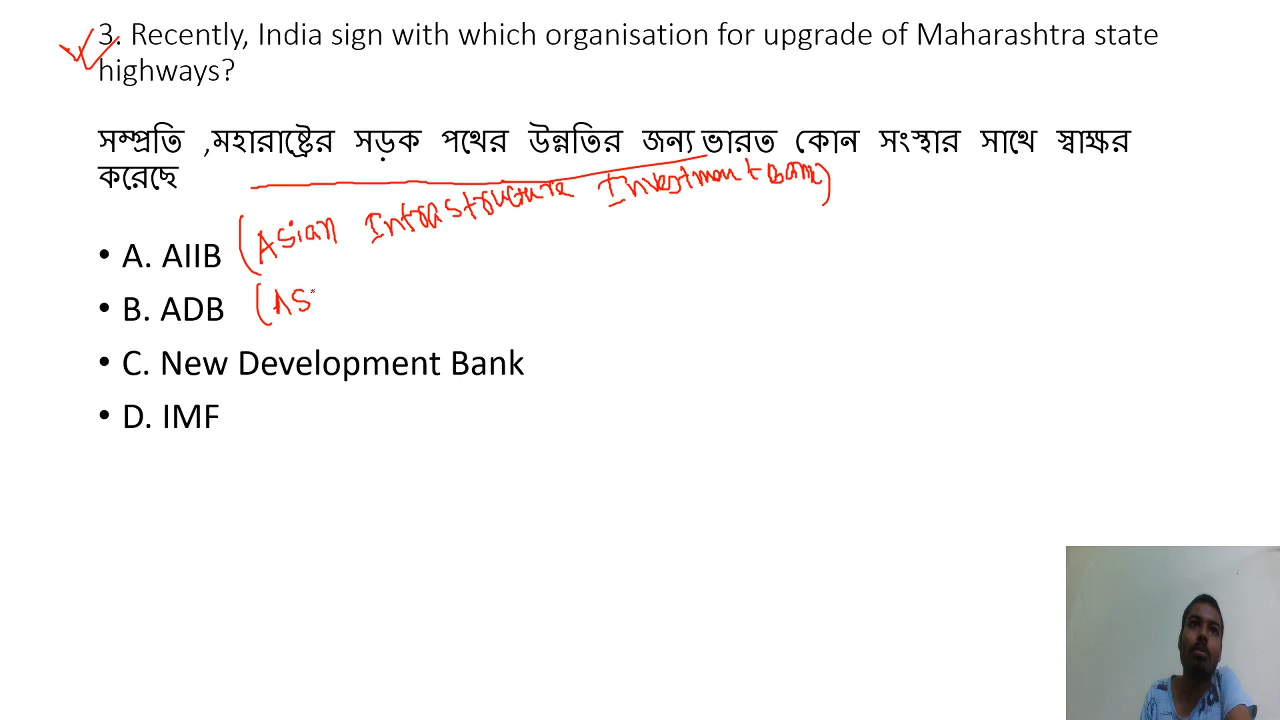 3. Recently, India sign with which organisation for upgrade of Maharashtra state
highways?
সম্প্রতি ,মহারাষ্ট্রের সড়ক পথের উন্নতির জন্য ভারত কোন সংস্থার সাথে স্বাক্ষর
করেছে
• A. AIIB (Asian Infrastructure Investment Bank)
• B. ADB (AS
• C. New Development Bank
• D. IMF